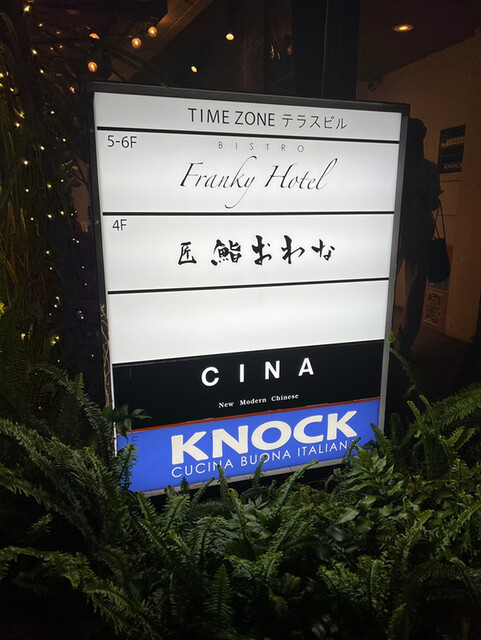 TIME ZONE テラスビル
5-6F
BISTRO
Franky Hotel
4F
匠 鮨 おわな
CINA
New Modern Chinese
KNOCK
CUCINA BUONA ITALIANA
KNOCK